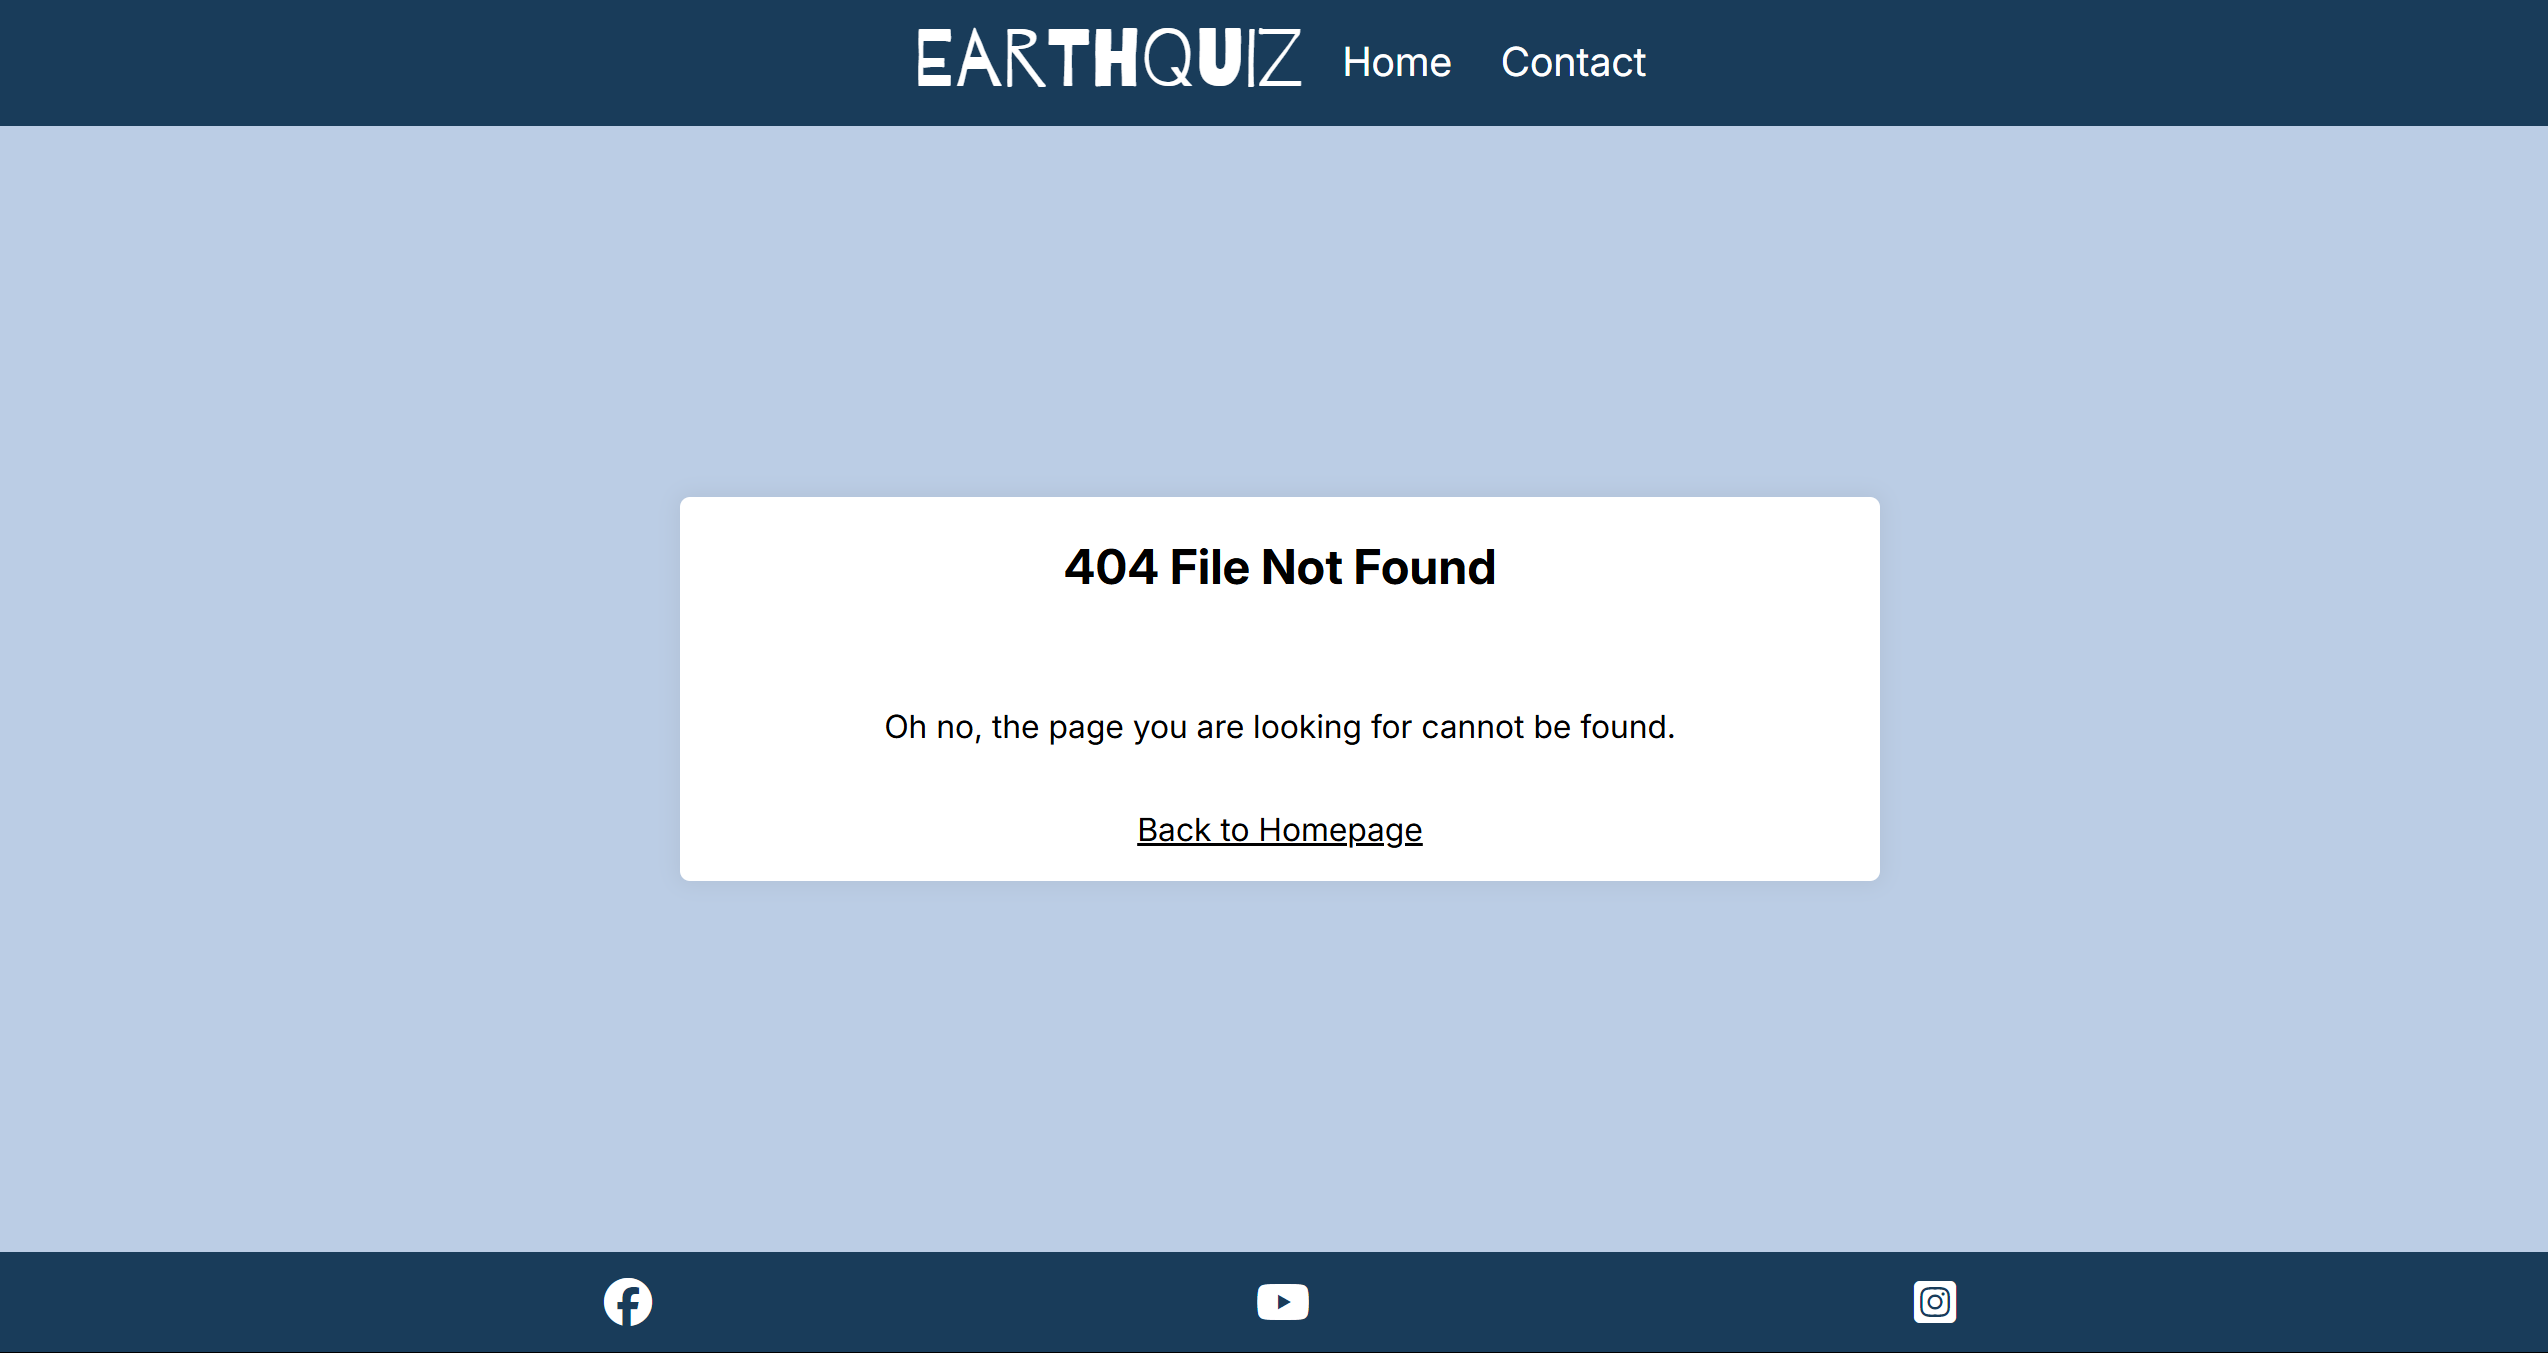 EARTHQUIZ Home Contact
404 File Not Found
Oh no, the page you are looking for cannot be found.
Back to Homepage